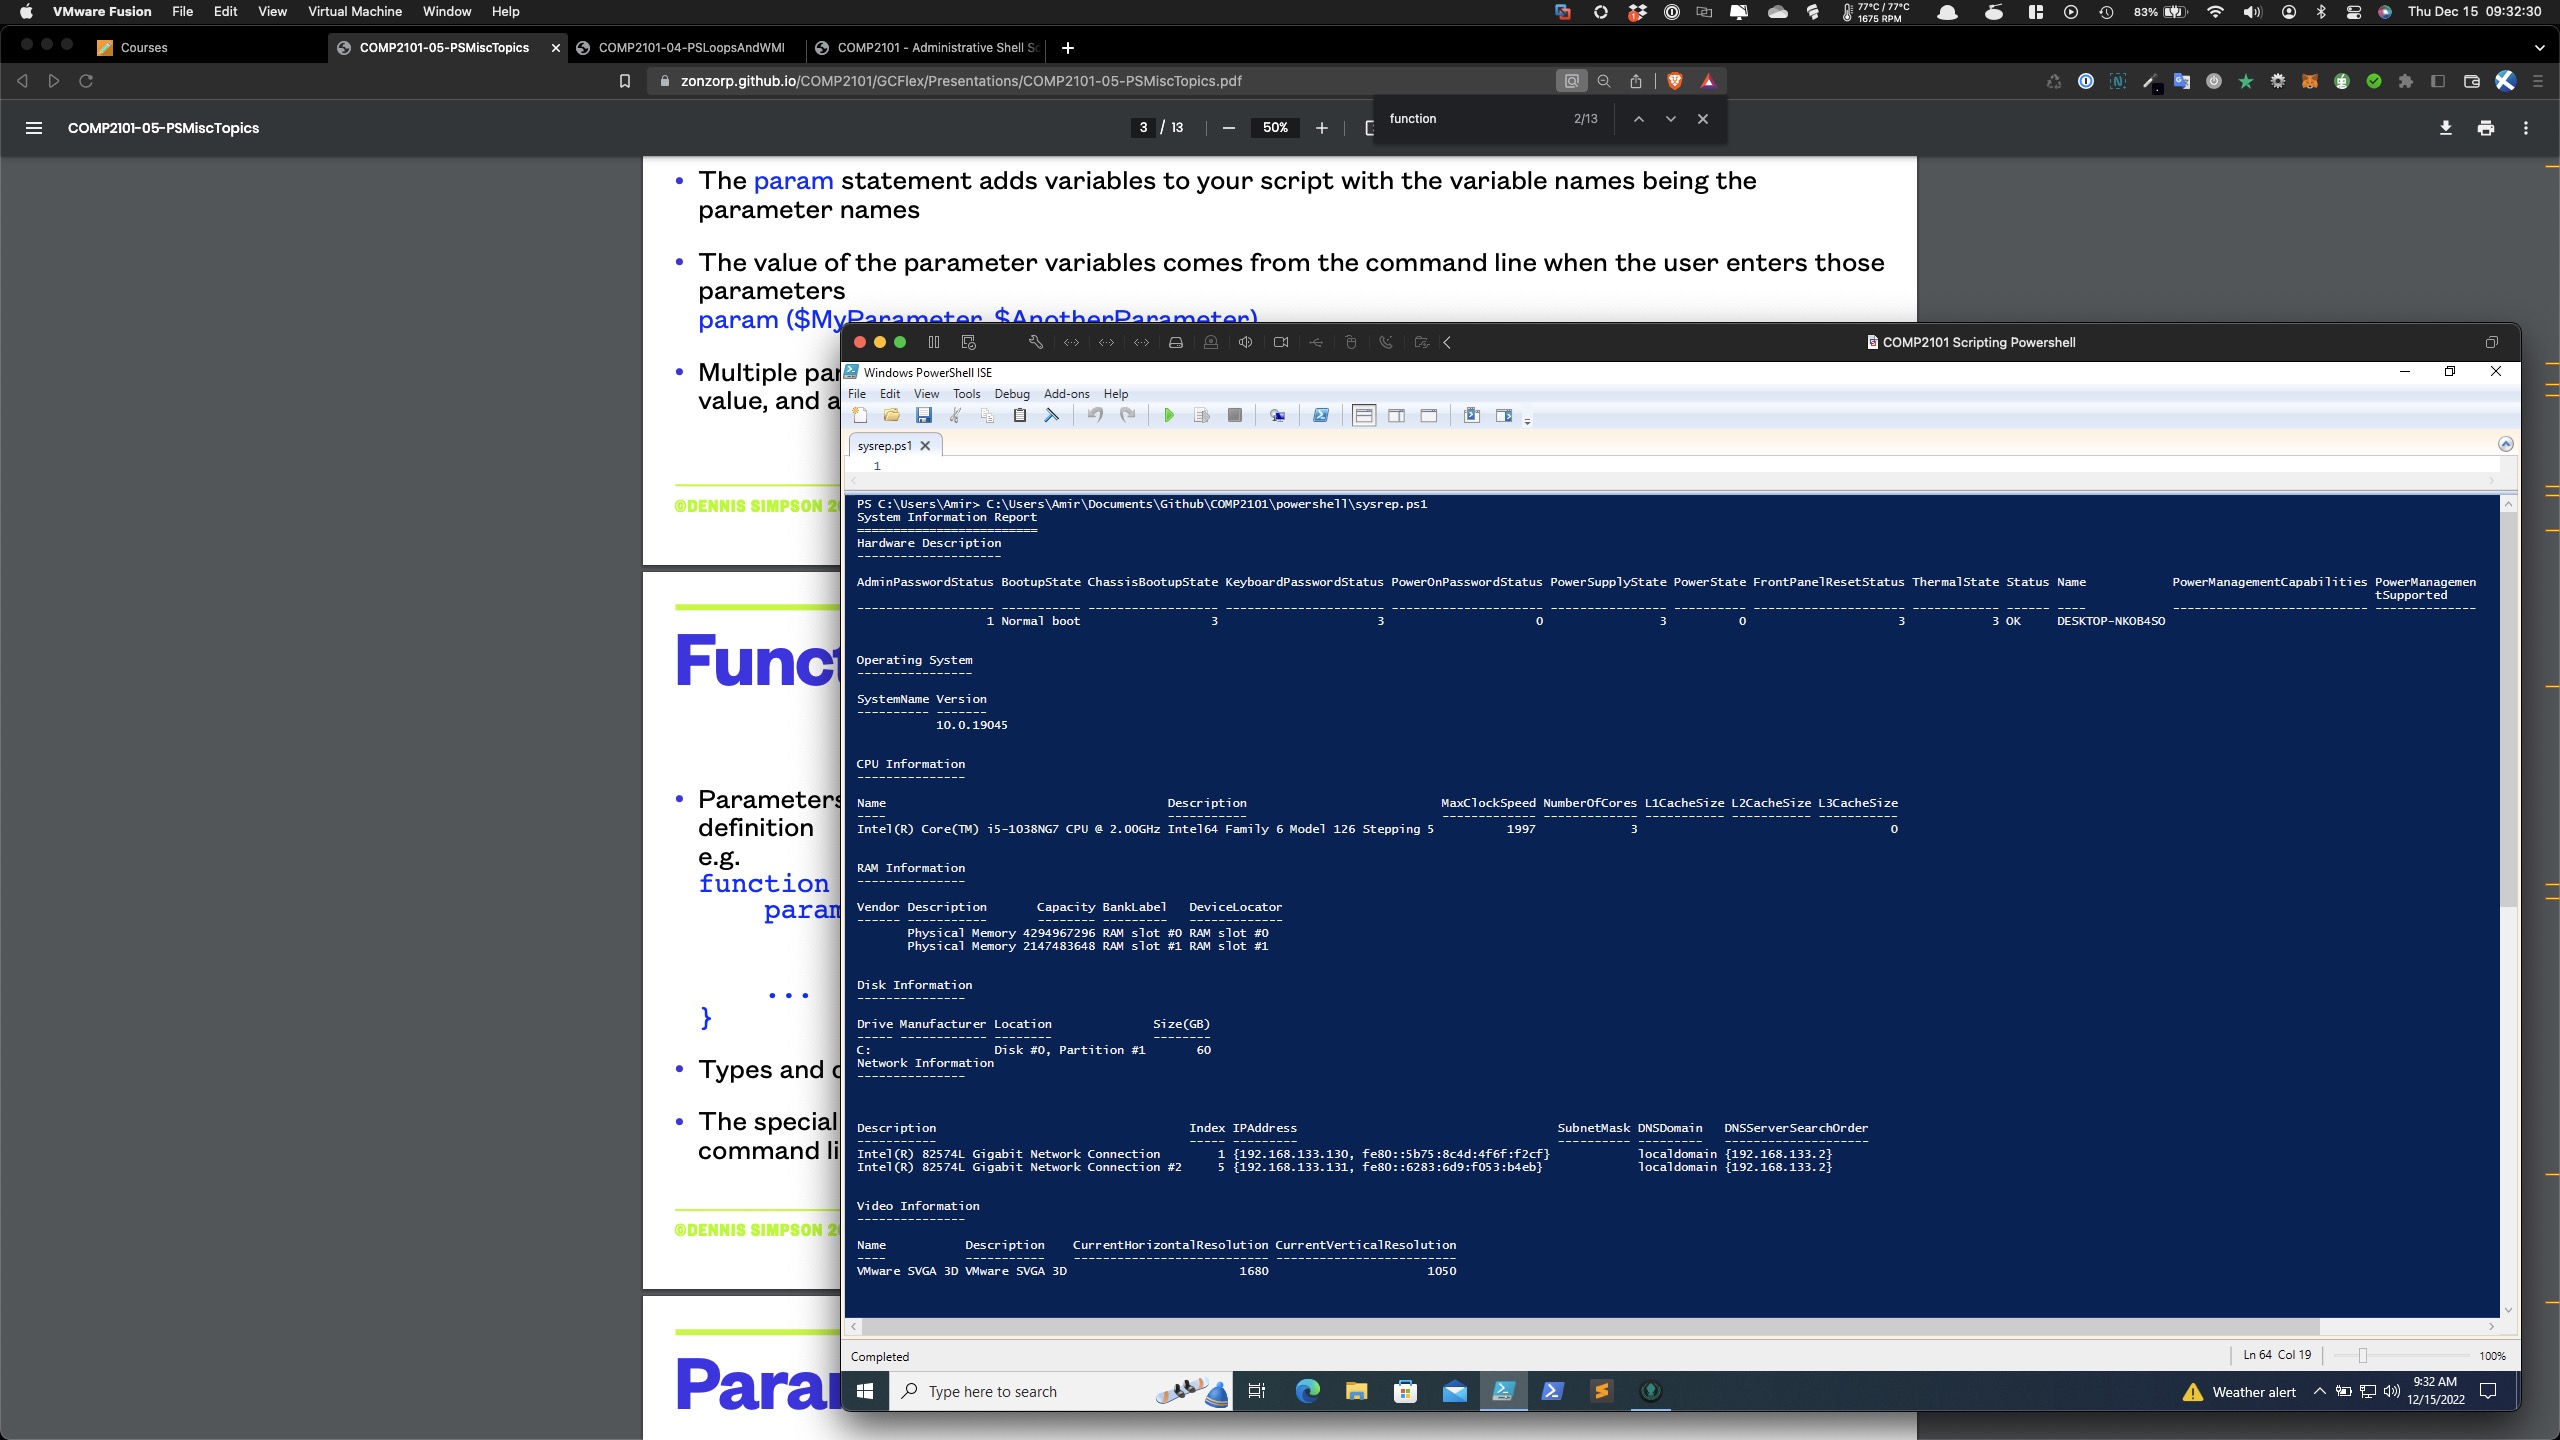 VMware Fusion File Edit View Virtual Machine Window Help 77°C / 77°C 1675 RPM 83% Thu Dec 15 09:32:30
Courses COMP2101-05-PSMiscTopics COMP2101-04-PSLoopsAndWMI COMP2101 - Administrative Shell Sc
zonzorp.github.io/COMP2101/GCFlex/Presentations/COMP2101-05-PSMiscTopics.pdf
function 2/13
COMP2101-05-PSMiscTopics 3 / 13 50%
• The param statement adds variables to your script with the variable names being the
parameter names
• The value of the parameter variables comes from the command line when the user enters those
parameters
param ($MyParameter, $AnotherParameter)
• Multiple par
value, and a
©DENNIS SIMPSON 2
Funct
• Parameters
definition
e.g.
function
param
...
}
• Types and
• The special
command li
©DENNIS SIMPSON 2
Para
COMP2101 Scripting Powershell
Windows PowerShell ISE
File Edit View Tools Debug Add-ons Help
sysrep.ps1
1
PS C:\Users\Amir> C:\Users\Amir\Documents\Github\COMP2101\powershell\sysrep.ps1
System Information Report
=========================
Hardware Description
--------------------
AdminPasswordStatus BootupState ChassisBootupState KeyboardPasswordStatus PowerOnPasswordStatus PowerSupplyState PowerState FrontPanelResetStatus ThermalState Status Name PowerManagementCapabilities PowerManagemen
tSupported
------------------- ----------- ------------------ ---------------------- --------------------- ---------------- ---------- --------------------- ------------ ------ ---- --------------------------- --------------
1 Normal boot 3 3 0 3 0 3 3 OK DESKTOP-NKOB4SO
Operating System
----------------
SystemName Version
---------- -------
10.0.19045
CPU Information
---------------
Name Description MaxClockSpeed NumberOfCores L1CacheSize L2CacheSize L3CacheSize
---- ----------- ------------- ------------- ----------- ----------- -----------
Intel(R) Core(TM) i5-1038NG7 CPU @ 2.00GHz Intel64 Family 6 Model 126 Stepping 5 1997 3 0
RAM Information
---------------
Vendor Description Capacity BankLabel DeviceLocator
------ ----------- -------- --------- -------------
Physical Memory 4294967296 RAM slot #0 RAM slot #0
Physical Memory 2147483648 RAM slot #1 RAM slot #1
Disk Information
---------------
Drive Manufacturer Location Size(GB)
----- ------------ -------- --------
C: Disk #0, Partition #1 60
Network Information
---------------
Description Index IPAddress SubnetMask DNSDomain DNSServerSearchOrder
----------- ----- --------- ---------- --------- --------------------
Intel(R) 82574L Gigabit Network Connection 1 {192.168.133.130, fe80::5b75:8c4d:4f6f:f2cf} localdomain {192.168.133.2}
Intel(R) 82574L Gigabit Network Connection #2 5 {192.168.133.131, fe80::6283:6d9:f053:b4eb} localdomain {192.168.133.2}
Video Information
---------------
Name Description CurrentHorizontalResolution CurrentVerticalResolution
---- ----------- --------------------------- -------------------------
VMware SVGA 3D VMware SVGA 3D 1680 1050
Completed Ln 64 Col 19 100%
Type here to search Weather alert 9:32 AM
12/15/2022